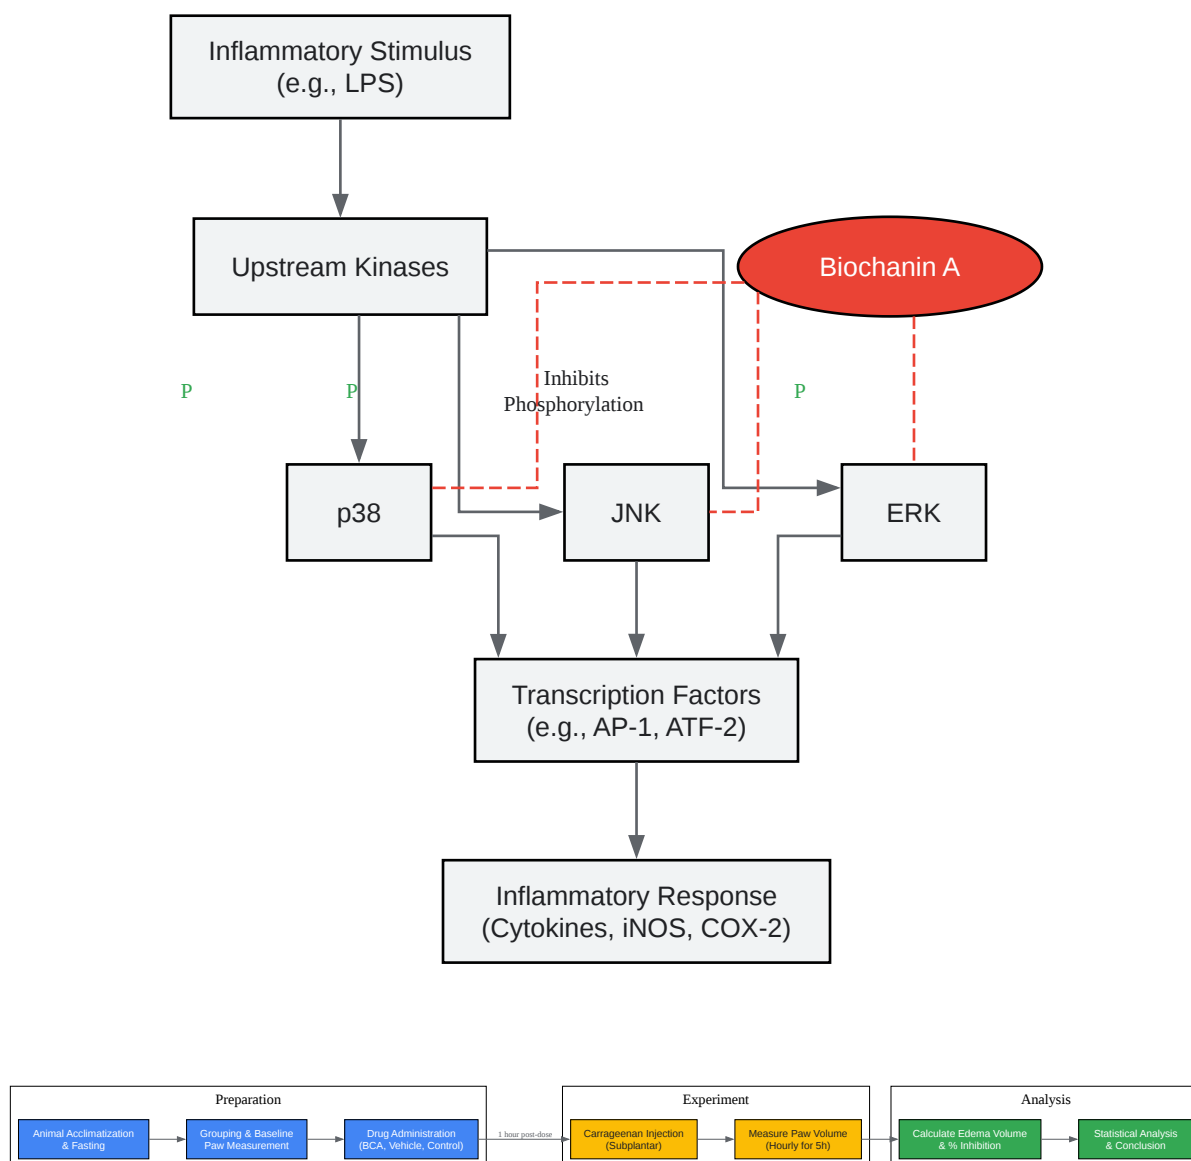 Inflammatory Stimulus
(e.g., LPS)
Upstream Kinases
Biochanin A
P
P
Inhibits
Phosphorylation
P
p38
JNK
ERK
Transcription Factors
(e.g., AP-1, ATF-2)
Inflammatory Response
(Cytokines, iNOS, COX-2)
Preparation
Animal Acclimatization
& Fasting
Grouping & Baseline
Paw Measurement
Drug Administration
(BCA, Vehicle, Control)
1 hour post-dose
Experiment
Carrageenan Injection
(Subplantar)
Measure Paw Volume
(Hourly for 5h)
Analysis
Calculate Edema Volume
& % Inhibition
Statistical Analysis
& Conclusion